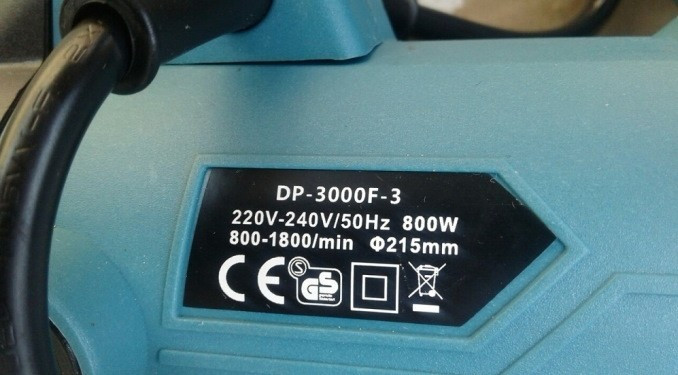 DP-3000F-3
220V-240V/50Hz 800W
800-1800/min Φ215mm
CE S GS